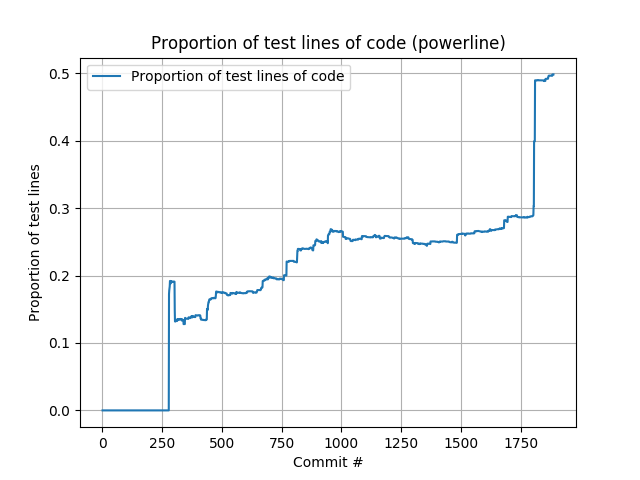 Proportion of test lines of code (powerline)
Proportion of test lines of code
0.5
0.4
0.3
0.2
0.1
0.0
Proportion of test lines
0 250 500 750 1000 1250 1500 1750
Commit #